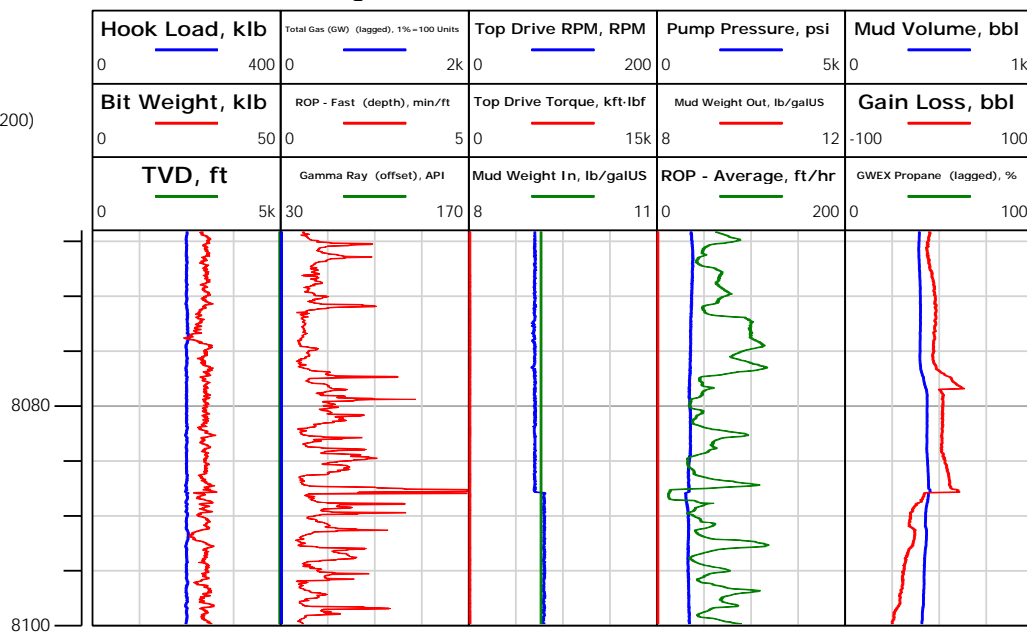 Hook Load, klb Total Gas (GW) (lagged), 1%=100 Units Top Drive RPM, RPM Pump Pressure, psi Mud Volume, bbl
0 400 0 2k 0 200 0 5k 0 1k
200) Bit Weight, klb ROP - Fast (depth), min/ft Top Drive Torque, kft·lbf Mud Weight Out, lb/galUS Gain Loss, bbl
0 50 0 5 0 15k 8 12 -100 100
TVD, ft Gamma Ray (offset), API Mud Weight In, lb/galUS ROP - Average, ft/hr GWEX Propane (lagged), %
0 5k 30 170 8 11 0 200 0 100
8080
8100